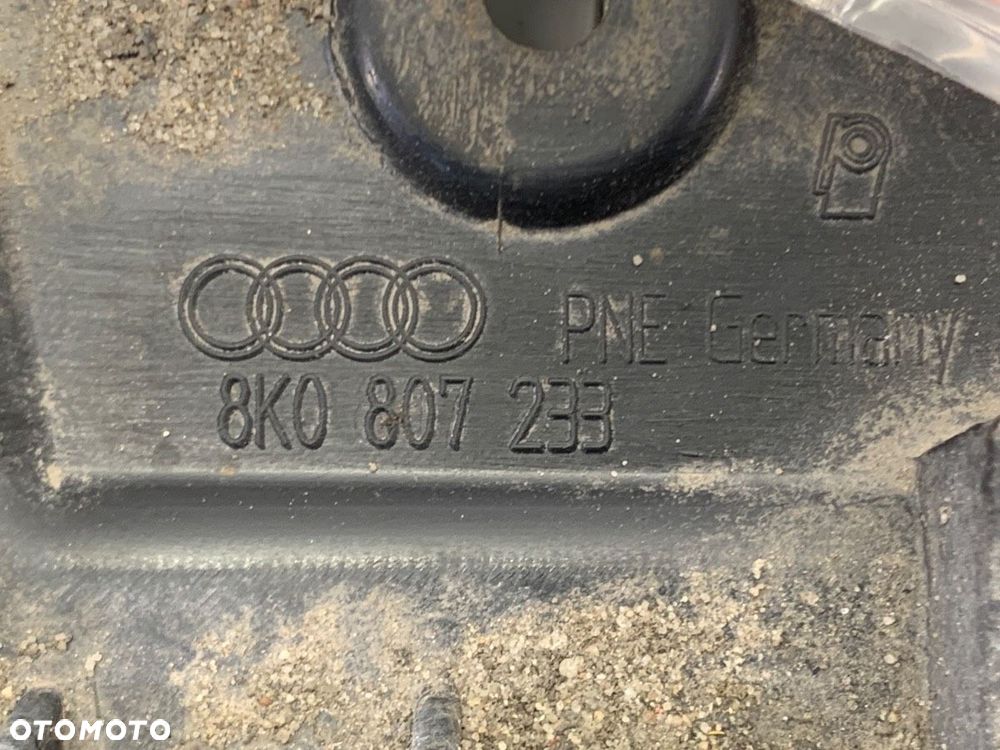 PNE Germany
8K0 807 233
OTOMOTO